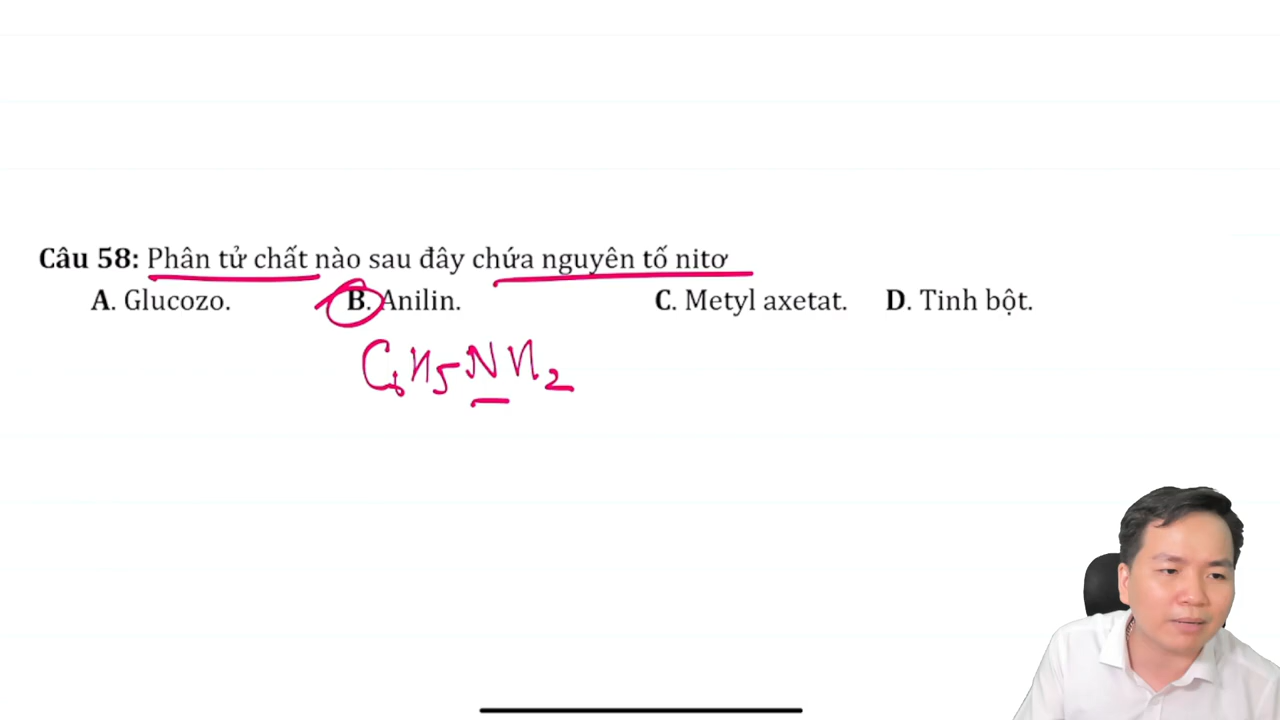 Câu 58: Phân tử chất nào sau đây chứa nguyên tố nitơ
A. Glucozo. B. Anilin. C. Metyl axetat. D. Tinh bột.
C6H5NH2